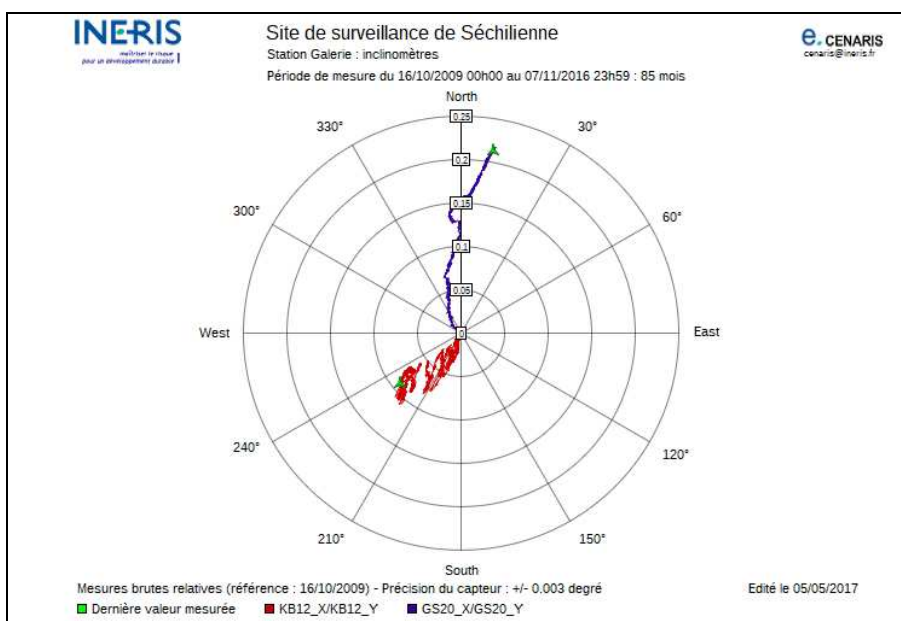 INERIS
maîtriser le risque
pour un développement durable
Site de surveillance de Séchilienne
Station Galerie : inclinomètres
Période de mesure du 16/10/2009 00h00 au 07/11/2016 23h59 : 85 mois
e.CENARIS
cenaris@ineris.fr
North
330°
0.25
30°
0.2
300°
0.15
60°
0.1
0.05
West
0
East
240°
120°
210°
150°
South
Mesures brutes relatives (référence : 16/10/2009) - Précision du capteur : +/- 0.003 degré
Edité le 05/05/2017
Dernière valeur mesurée
KB12_X/KB12_Y
GS20_X/GS20_Y